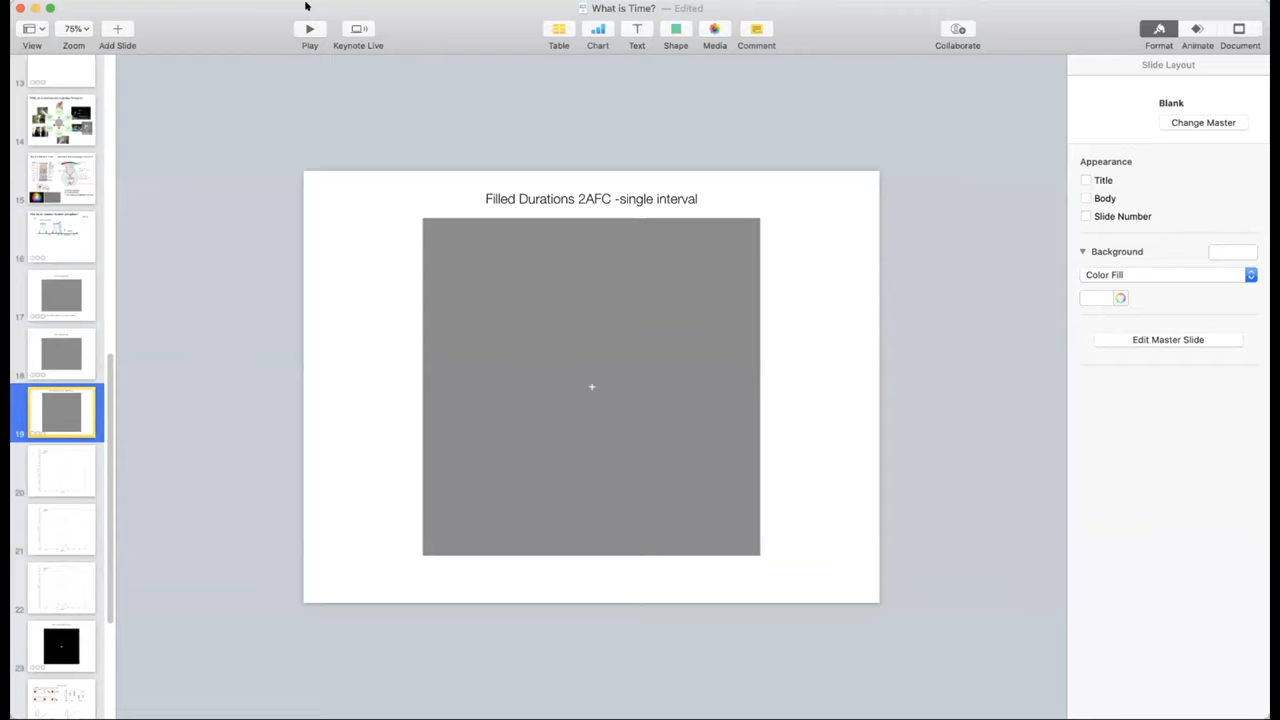 What is Time? — Edited
75%
View
Zoom
Add Slide
Play
Keynote Live
Table
Chart
Text
Shape
Media
Comment
Collaborate
Format
Animate
Document
Slide Layout
Blank
Change Master
Appearance
Title
Body
Slide Number
Background
Color Fill
Edit Master Slide
13
14
15
16
17
18
19
20
21
22
23
Filled Durations 2AFC -single interval